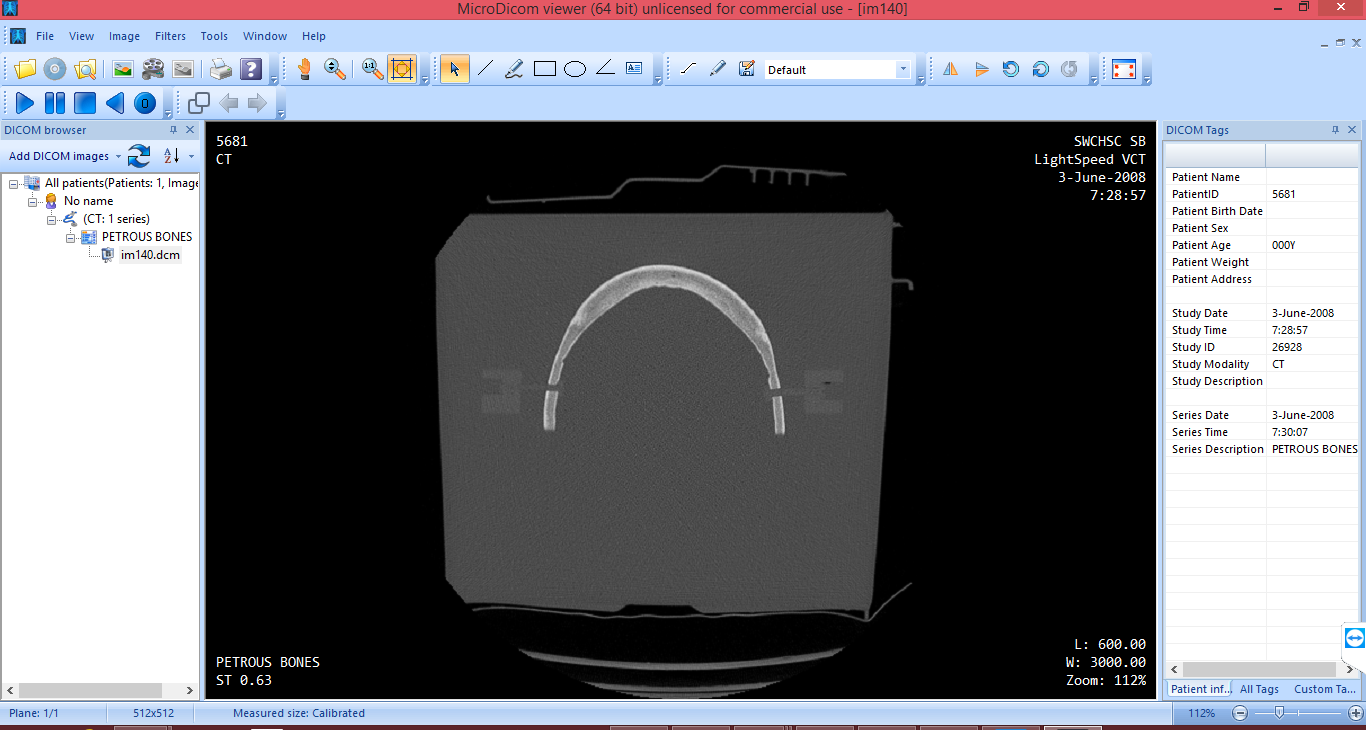 MicroDicom viewer (64 bit) unlicensed for commercial use - [im140]
File View Image Filters Tools Window Help
1:1
Default
0
DICOM browser
Add DICOM images
A
Z
All patients(Patients: 1, Image
No name
(CT: 1 series)
PETROUS BONES
im140.dcm
5681
CT
SWCHSC SB
LightSpeed VCT
3-June-2008
7:28:57
PETROUS BONES
ST 0.63
L: 600.00
W: 3000.00
Zoom: 112%
DICOM Tags
Patient Name
PatientID 5681
Patient Birth Date
Patient Sex
Patient Age 000Y
Patient Weight
Patient Address
Study Date 3-June-2008
Study Time 7:28:57
Study ID 26928
Study Modality CT
Study Description
Series Date 3-June-2008
Series Time 7:30:07
Series Description PETROUS BONES
Patient inf... All Tags Custom Ta...
Plane: 1/1 512x512 Measured size: Calibrated 112%